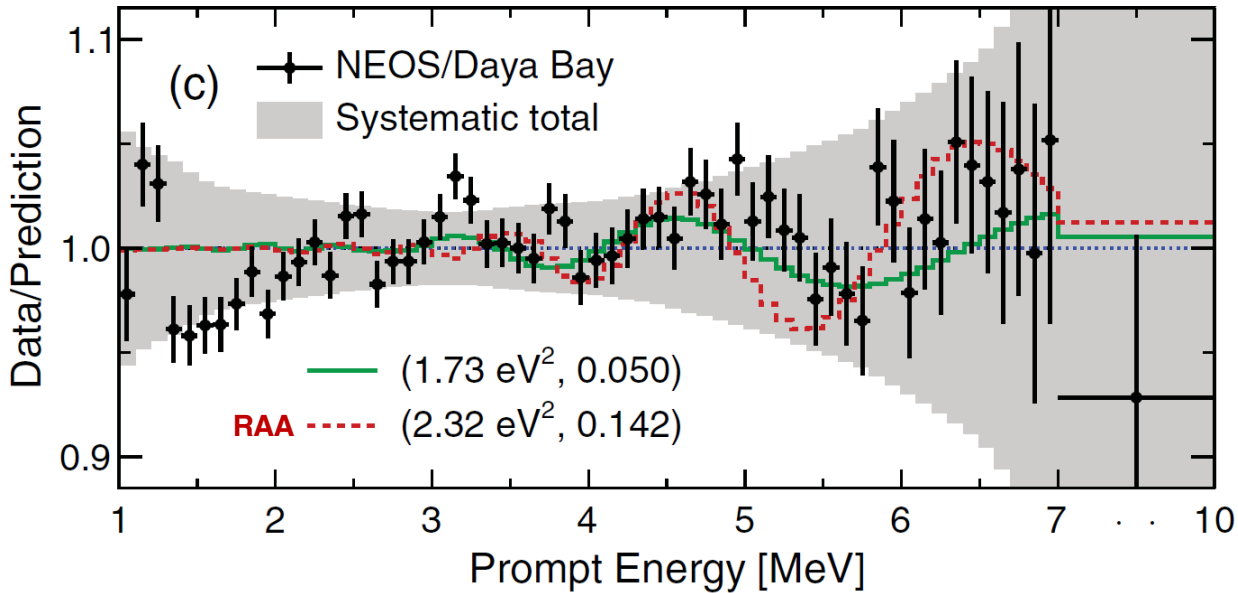 1.1
(c)
NEOS/Daya Bay
Systematic total
Data/Prediction
1.0
(1.73 eV², 0.050)
RAA (2.32 eV², 0.142)
0.9
1 2 3 4 5 6 7 . . 10
Prompt Energy [MeV]